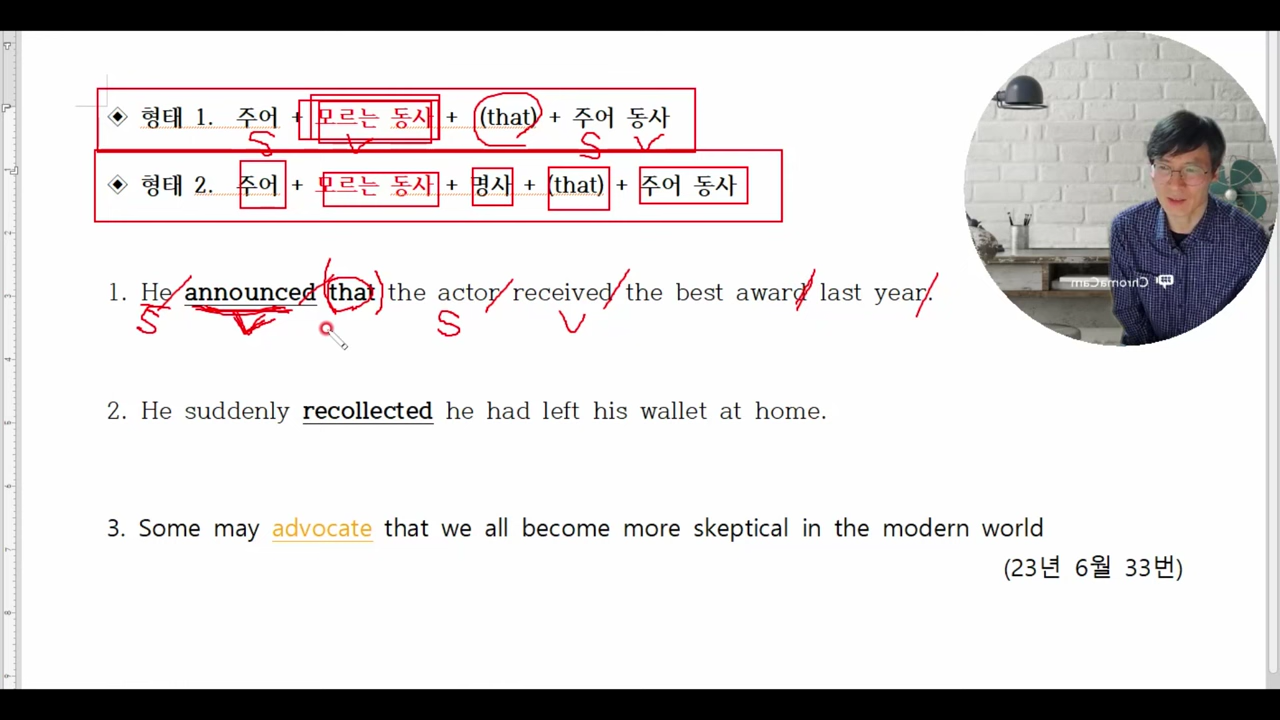 ◈ 형태 1. 주어 + 모르는 동사 + (that) + 주어 동사
S V S V
◈ 형태 2. 주어 + 모르는 동사 + 명사 + (that) + 주어 동사
1. He announced (that) the actor received the best award last year.
S V S V
2. He suddenly recollected he had left his wallet at home.
3. Some may advocate that we all become more skeptical in the modern world
(23년 6월 33번)
ChromaCam